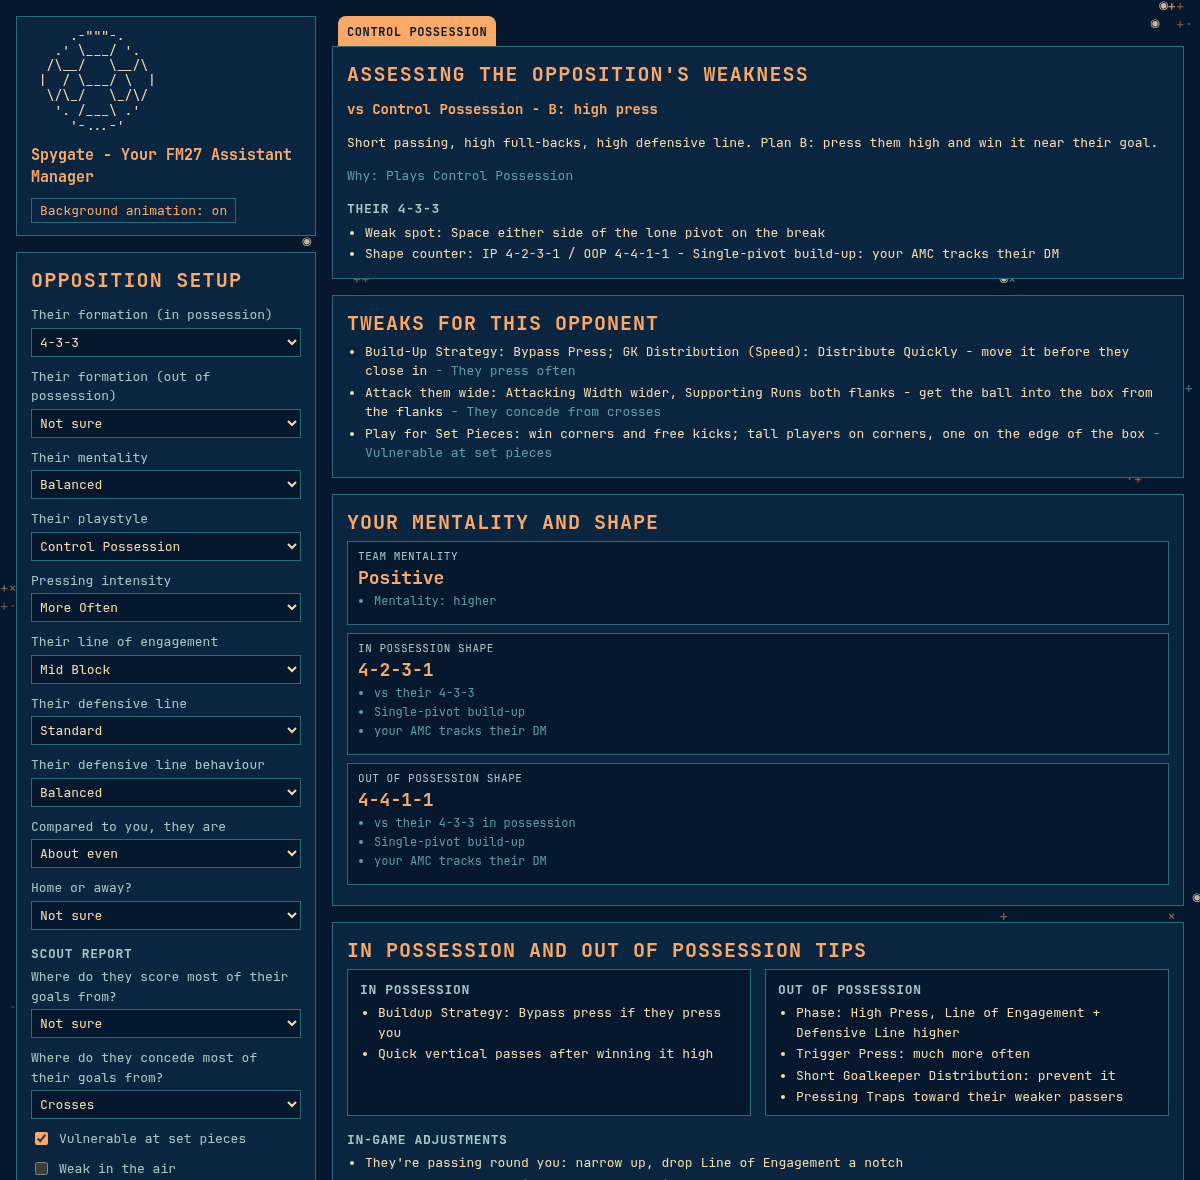 Spygate - Your FM27 Assistant
Manager
Background animation: on
OPPOSITION SETUP
Their formation (in possession)
4-3-3
Their formation (out of
possession)
Not sure
Their mentality
Balanced
Their playstyle
Control Possession
Pressing intensity
More Often
Their line of engagement
Mid Block
Their defensive line
Standard
Their defensive line behaviour
Balanced
Compared to you, they are
About even
Home or away?
Not sure
SCOUT REPORT
Where do they score most of their
goals from?
Not sure
Where do they concede most of
their goals from?
Crosses
Vulnerable at set pieces
Weak in the air
CONTROL POSSESSION
ASSESSING THE OPPOSITION'S WEAKNESS
vs Control Possession - B: high press
Short passing, high full-backs, high defensive line. Plan B: press them high and win it near their goal.
Why: Plays Control Possession
THEIR 4-3-3
• Weak spot: Space either side of the lone pivot on the break
• Shape counter: IP 4-2-3-1 / OOP 4-4-1-1 - Single-pivot build-up: your AMC tracks their DM
TWEAKS FOR THIS OPPONENT
• Build-Up Strategy: Bypass Press; GK Distribution (Speed): Distribute Quickly - move it before they
close in - They press often
• Attack them wide: Attacking Width wider, Supporting Runs both flanks - get the ball into the box from
the flanks - They concede from crosses
• Play for Set Pieces: win corners and free kicks; tall players on corners, one on the edge of the box -
Vulnerable at set pieces
YOUR MENTALITY AND SHAPE
TEAM MENTALITY
Positive
• Mentality: higher
IN POSSESSION SHAPE
4-2-3-1
• vs their 4-3-3
• Single-pivot build-up
• your AMC tracks their DM
OUT OF POSSESSION SHAPE
4-4-1-1
• vs their 4-3-3 in possession
• Single-pivot build-up
• your AMC tracks their DM
IN POSSESSION AND OUT OF POSSESSION TIPS
IN POSSESSION
• Buildup Strategy: Bypass press if they press
you
• Quick vertical passes after winning it high
OUT OF POSSESSION
• Phase: High Press, Line of Engagement +
Defensive Line higher
• Trigger Press: much more often
• Short Goalkeeper Distribution: prevent it
• Pressing Traps toward their weaker passers
IN-GAME ADJUSTMENTS
• They're passing round you: narrow up, drop Line of Engagement a notch